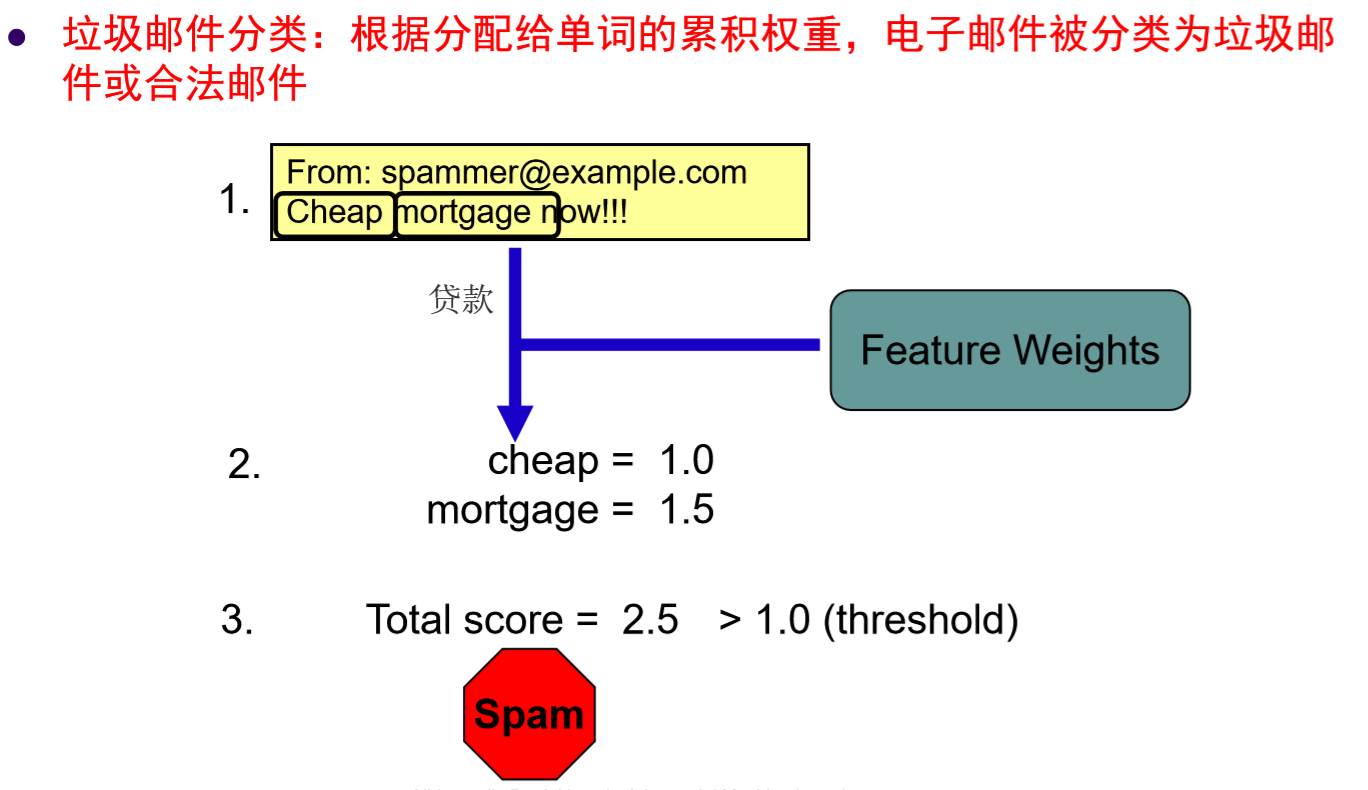 垃圾邮件分类：根据分配给单词的累积权重，电子邮件被分类为垃圾邮
件或合法邮件
1.
From: spammer@example.com
Cheap mortgage now!!!
贷款
Feature Weights
2.
cheap = 1.0
mortgage = 1.5
3.
Total score = 2.5 > 1.0 (threshold)
Spam